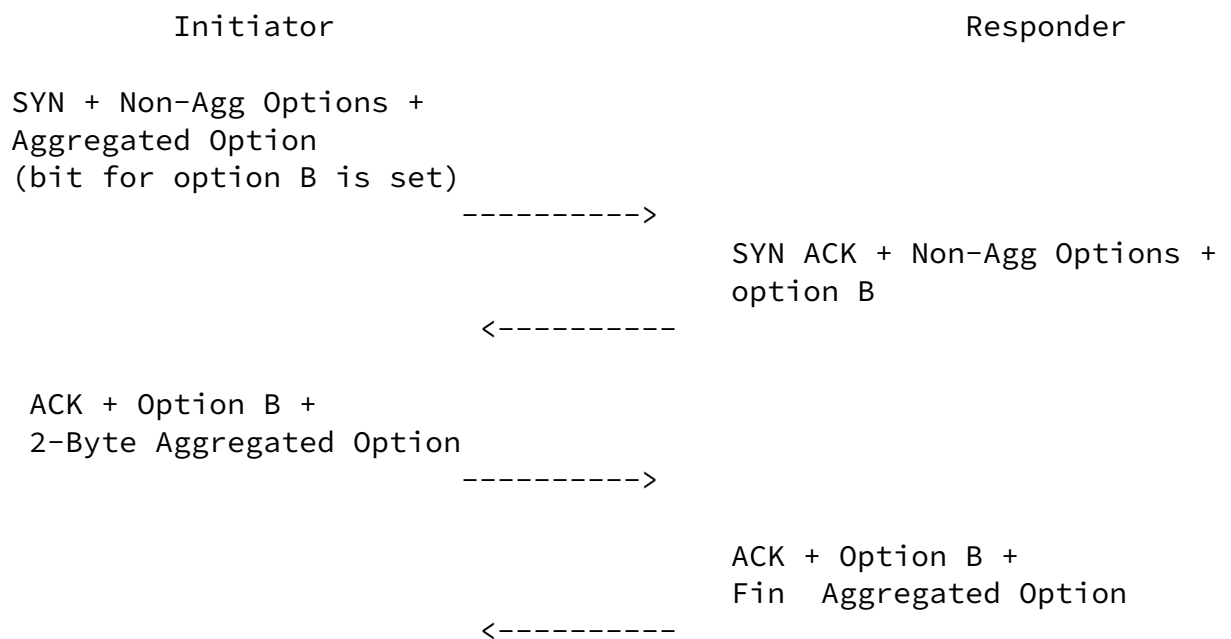 Initiator Responder
SYN + Non-Agg Options +
Aggregated Option
(bit for option B is set)
---------->
SYN ACK + Non-Agg Options +
option B
<----------
ACK + Option B +
2-Byte Aggregated Option
---------->
ACK + Option B +
Fin Aggregated Option
<----------